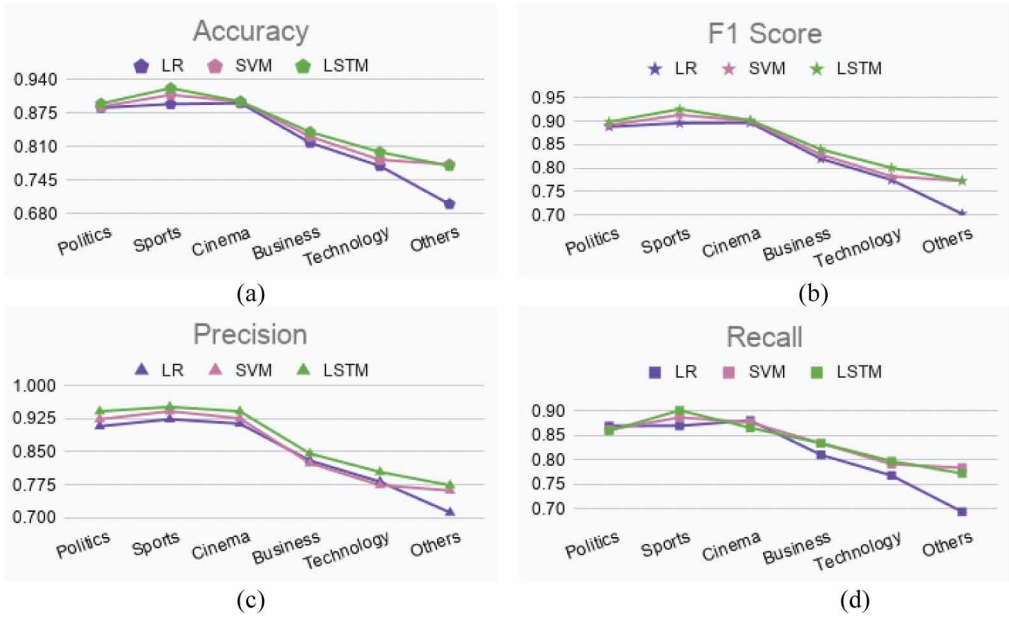 Accuracy
LR SVM LSTM
0.940
0.875
0.810
0.745
0.680
Politics Sports Cinema Business Technology Others
(a)
F1 Score
LR SVM LSTM
0.95
0.90
0.85
0.80
0.75
0.70
Politics Sports Cinema Business Technology Others
(b)
Precision
LR SVM LSTM
1.000
0.925
0.850
0.775
0.700
Politics Sports Cinema Business Technology Others
(c)
Recall
LR SVM LSTM
0.90
0.85
0.80
0.75
0.70
Politics Sports Cinema Business Technology Others
(d)